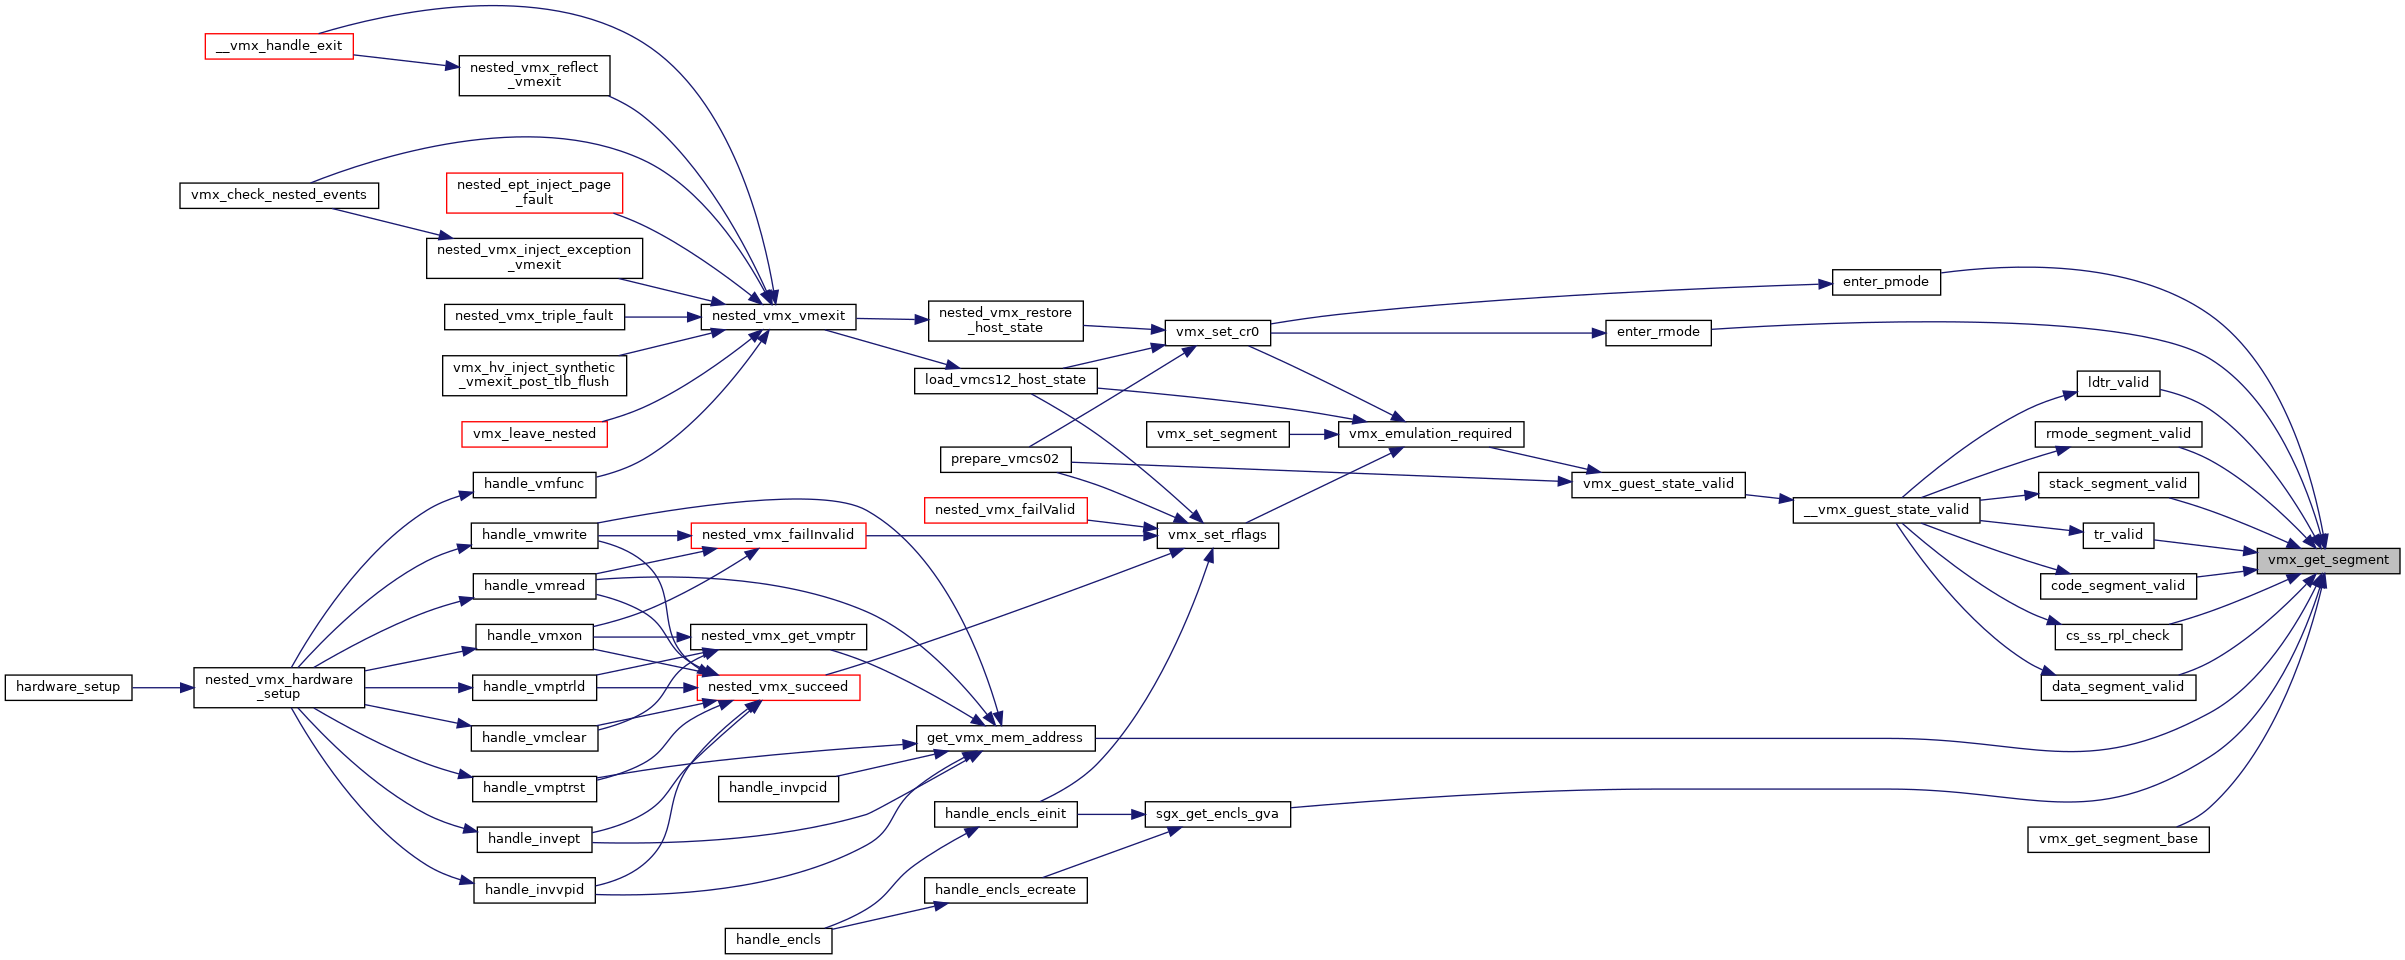 __vmx_handle_exit
nested_vmx_reflect
_vmexit
vmx_check_nested_events
nested_ept_inject_page
_fault
nested_vmx_inject_exception
_vmexit
nested_vmx_triple_fault
vmx_hv_inject_synthetic
_vmexit_post_tlb_flush
vmx_leave_nested
handle_vmfunc
handle_vmwrite
handle_vmread
handle_vmxon
handle_vmptrld
handle_vmclear
handle_vmptrst
handle_invept
handle_invvpid
hardware_setup
nested_vmx_hardware
_setup
nested_vmx_vmexit
nested_vmx_failInvalid
nested_vmx_get_vmptr
nested_vmx_succeed
handle_invpcid
handle_encls
nested_vmx_restore
_host_state
load_vmcs12_host_state
prepare_vmcs02
nested_vmx_failValid
get_vmx_mem_address
handle_encls_einit
handle_encls_ecreate
vmx_set_cr0
vmx_set_segment
vmx_set_rflags
sgx_get_encls_gva
vmx_emulation_required
enter_rmode
vmx_guest_state_valid
enter_pmode
__vmx_guest_state_valid
ldtr_valid
rmode_segment_valid
stack_segment_valid
tr_valid
code_segment_valid
cs_ss_rpl_check
data_segment_valid
vmx_get_segment_base
vmx_get_segment